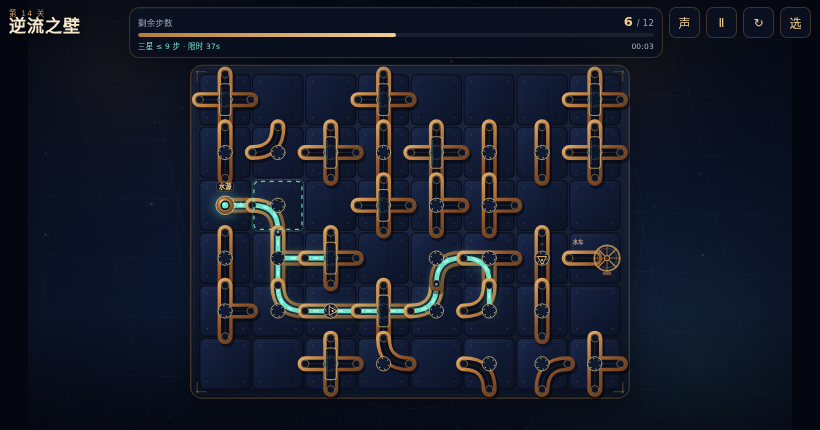 第 14 关
逆流之壁
剩余步数
6 / 12
三星 ≤ 9 步 · 限时 37s
00:03
声
Ⅱ
↻
选
水源
水车